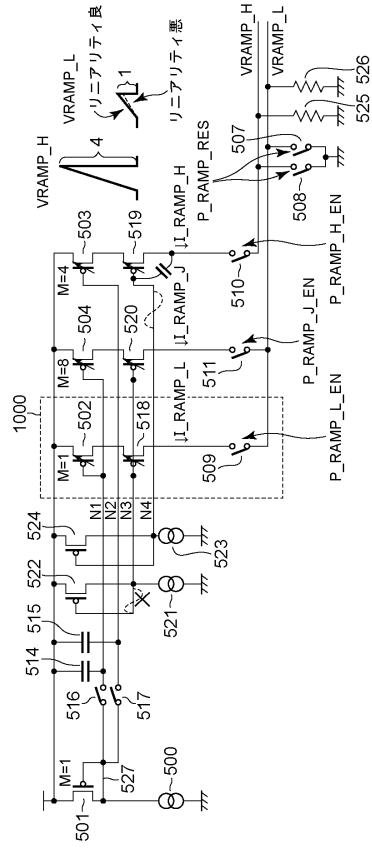 VRAMP_H
4
VRAMP_L
リニアリティ良
1
リニアリティ悪
1000
524
522
515
514
M=1
502
M=8
504
M=4
503
N1
N2
N3
N4
518
520
519
↓I_RAMP_L
↓I_RAMP_J
↓I_RAMP_H
516
517
M=1
501
527
500
521
523
509
511
510
P_RAMP_L_EN
P_RAMP_J_EN
P_RAMP_H_EN
P_RAMP_RES
508
507
525
526
VRAMP_H
VRAMP_L